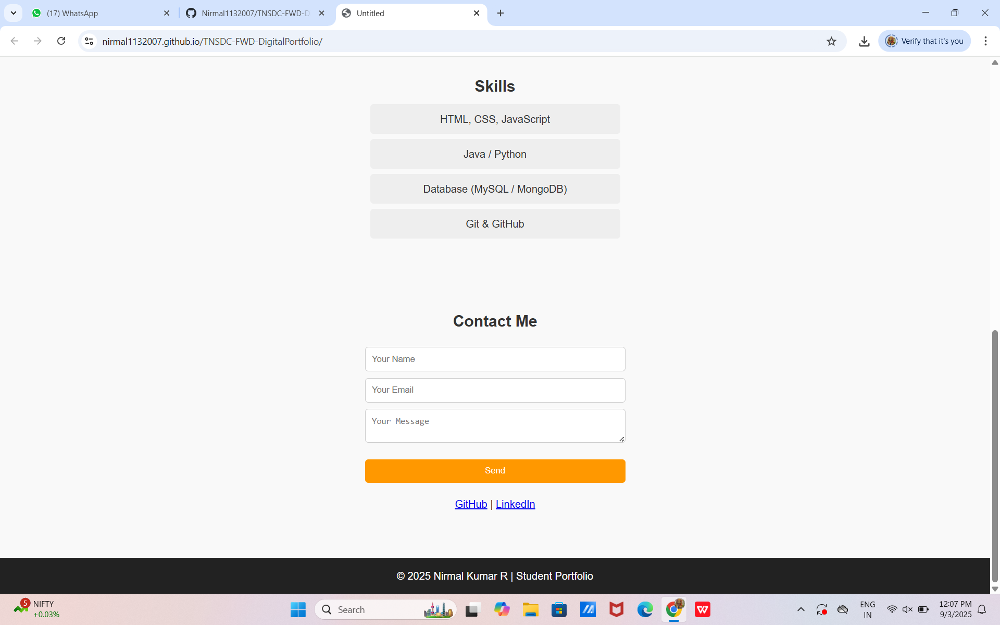 (17) WhatsApp
Nirmal1132007/TNSDC-FWD-D
Untitled
nirmal1132007.github.io/TNSDC-FWD-DigitalPortfolio/
Verify that it's you
Skills
HTML, CSS, JavaScript
Java / Python
Database (MySQL / MongoDB)
Git & GitHub
Contact Me
Your Name
Your Email
Your Message
Send
GitHub | LinkedIn
© 2025 Nirmal Kumar R | Student Portfolio
5
NIFTY
+0.03%
Search
ENG
IN
12:07 PM
9/3/2025